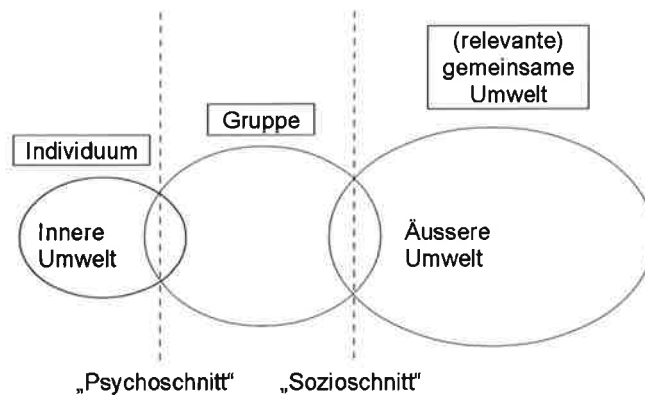 (relevante)
gemeinsame
Umwelt
Gruppe
Individuum
Innere
Umwelt
Äussere
Umwelt
„Psychoschnitt“
„Sozioschnitt“